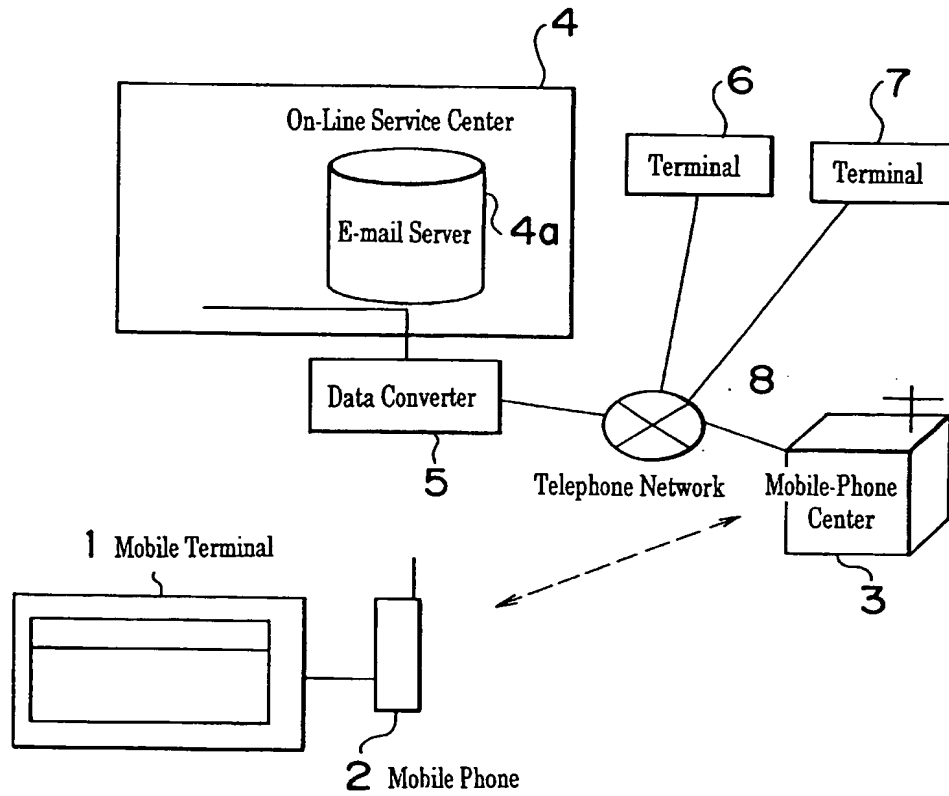 4
On-Line Service Center
E-mail Server
4a
6
Terminal
7
Terminal
Data Converter
5
8
Telephone Network
Mobile-Phone
Center
3
1 Mobile Terminal
2 Mobile Phone